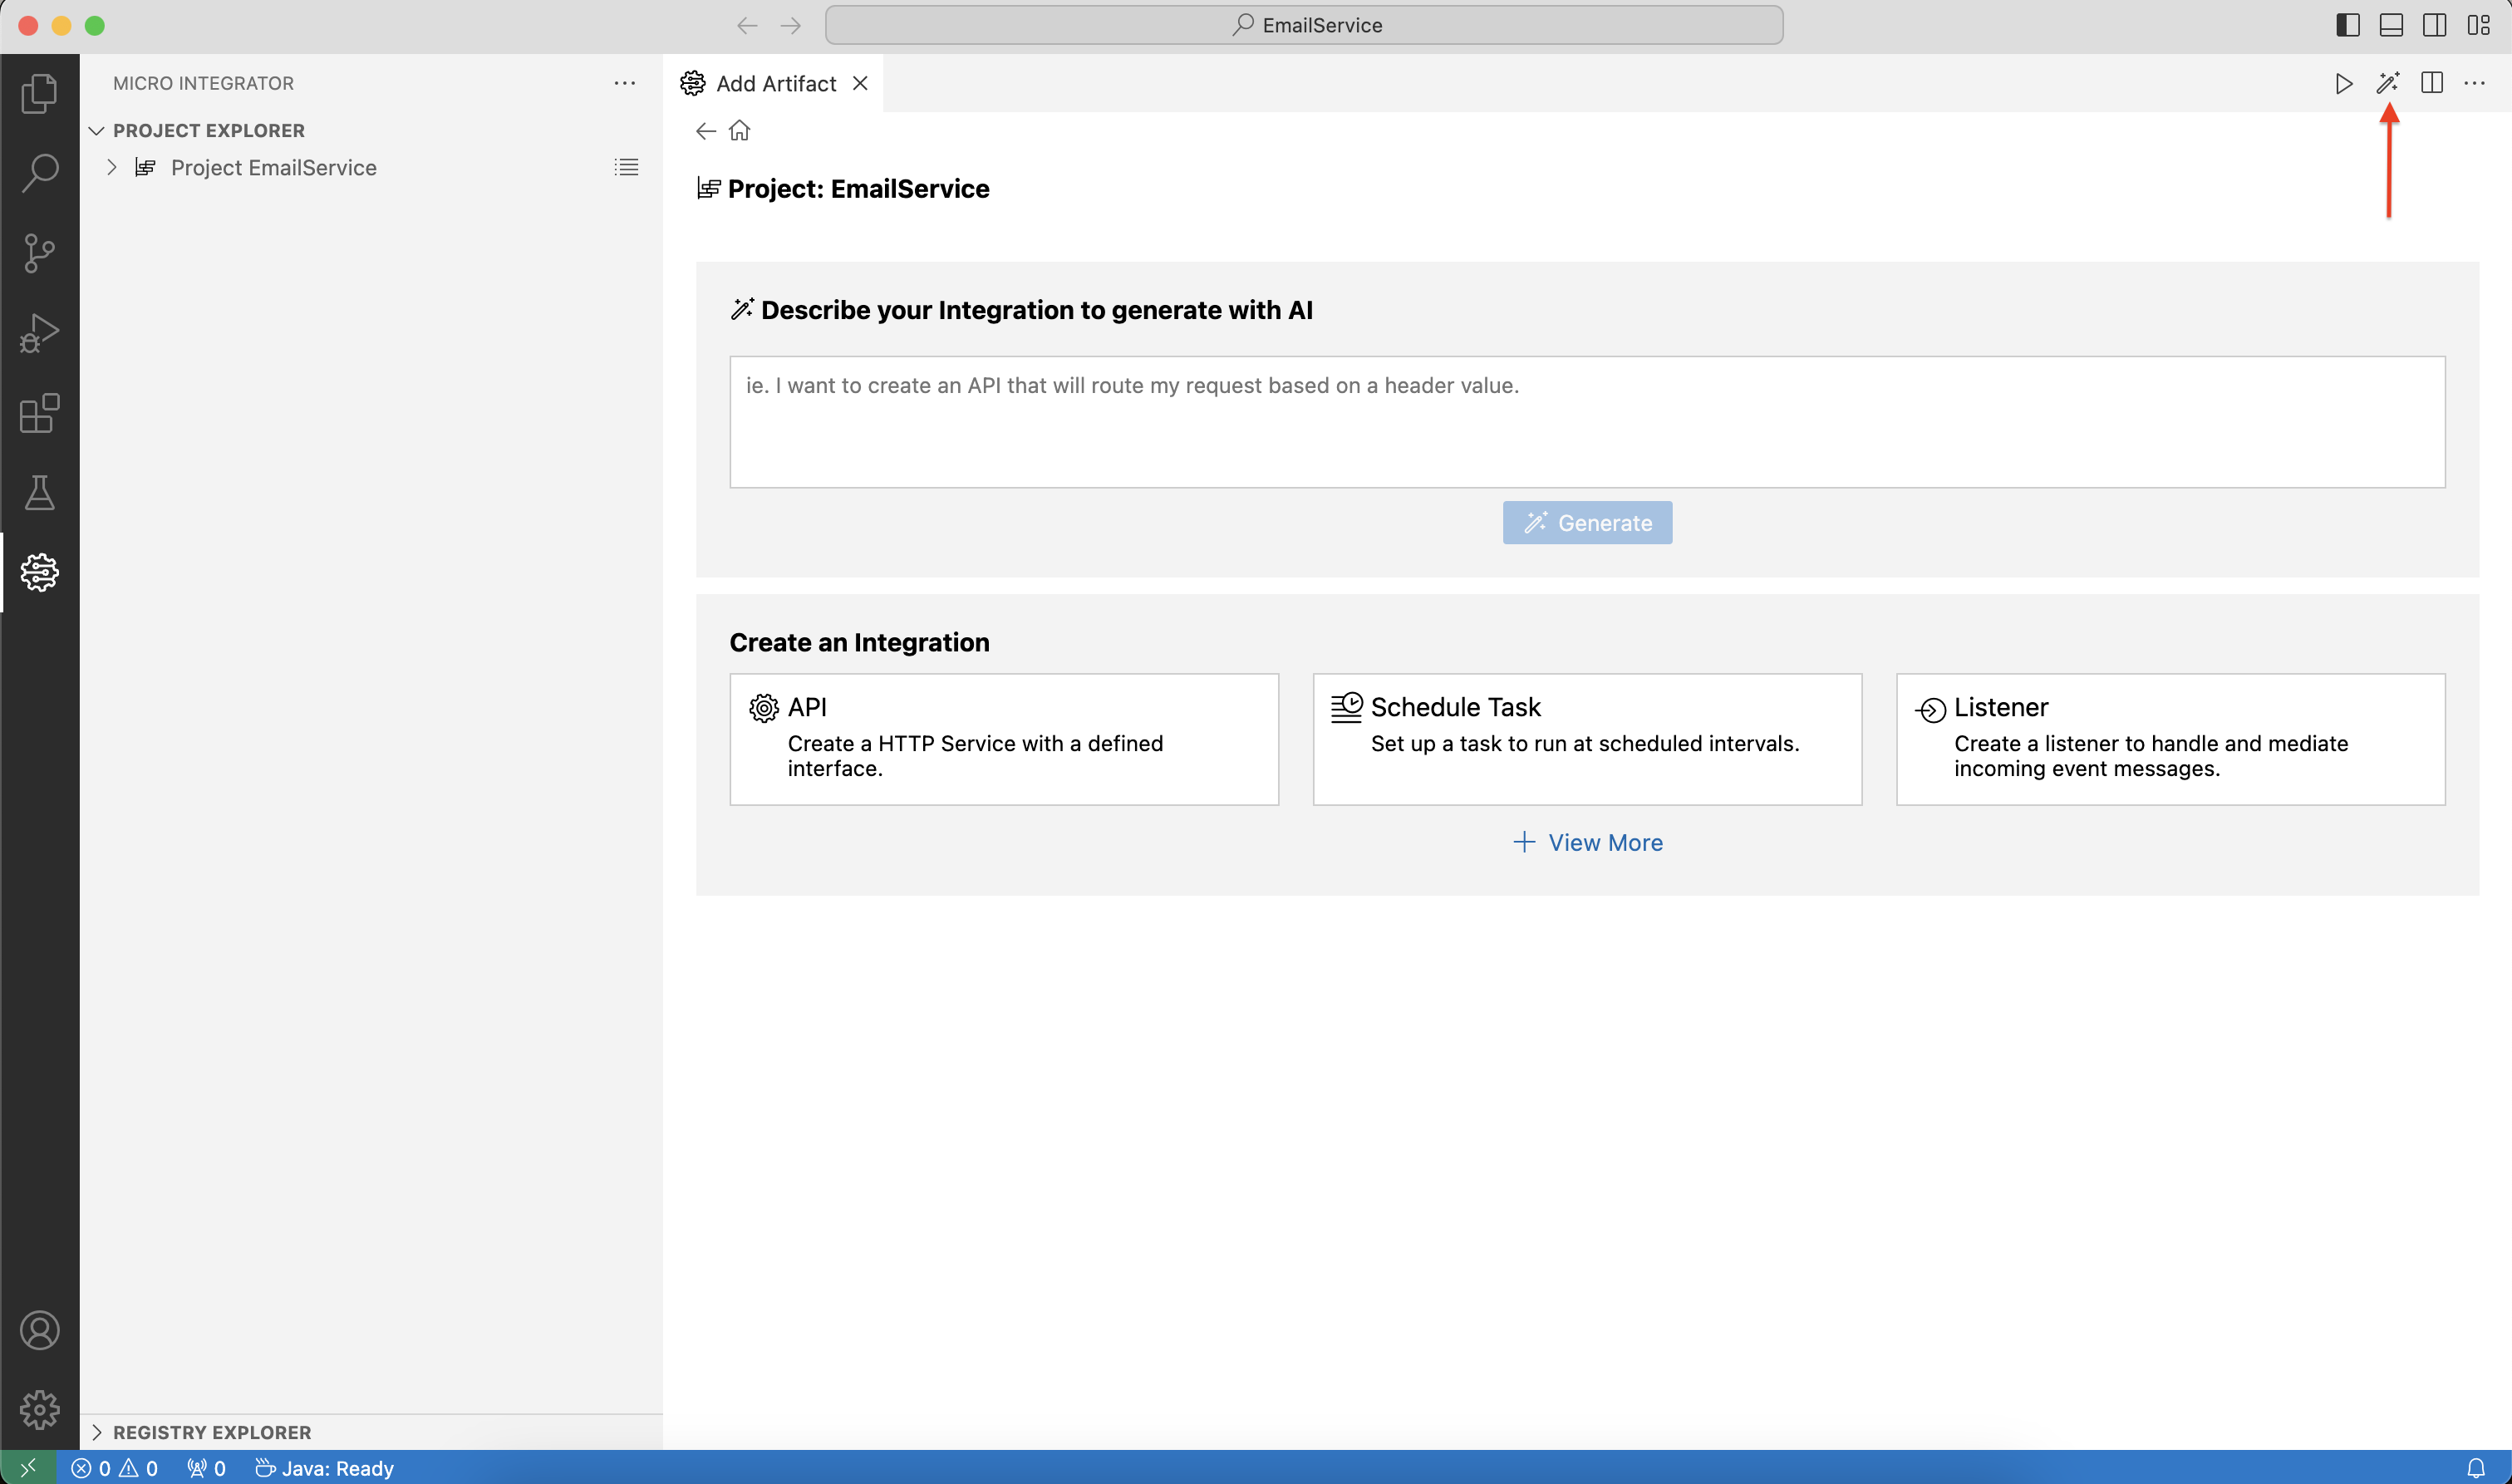 EmailService
MICRO INTEGRATOR
Add Artifact
PROJECT EXPLORER
Project EmailService
Project: EmailService
Describe your Integration to generate with AI
ie. I want to create an API that will route my request based on a header value.
Generate
Create an Integration
API
Create a HTTP Service with a defined
interface.
Schedule Task
Set up a task to run at scheduled intervals.
Listener
Create a listener to handle and mediate
incoming event messages.
View More
REGISTRY EXPLORER
0 0 0 Java: Ready